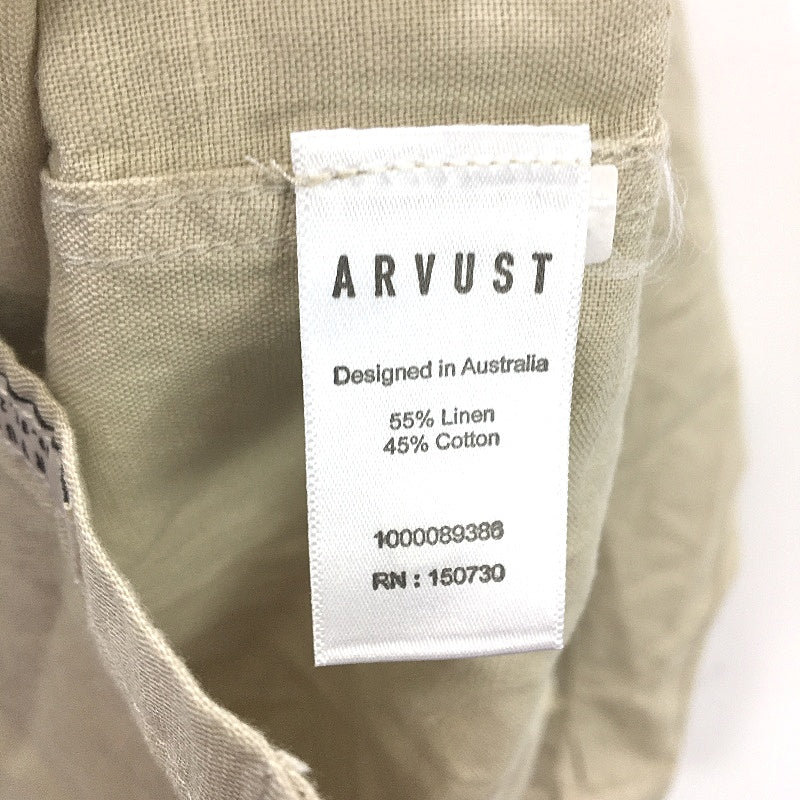 ARVUST
Designed in Australia
55% Linen
45% Cotton
1000089386
RN : 150730